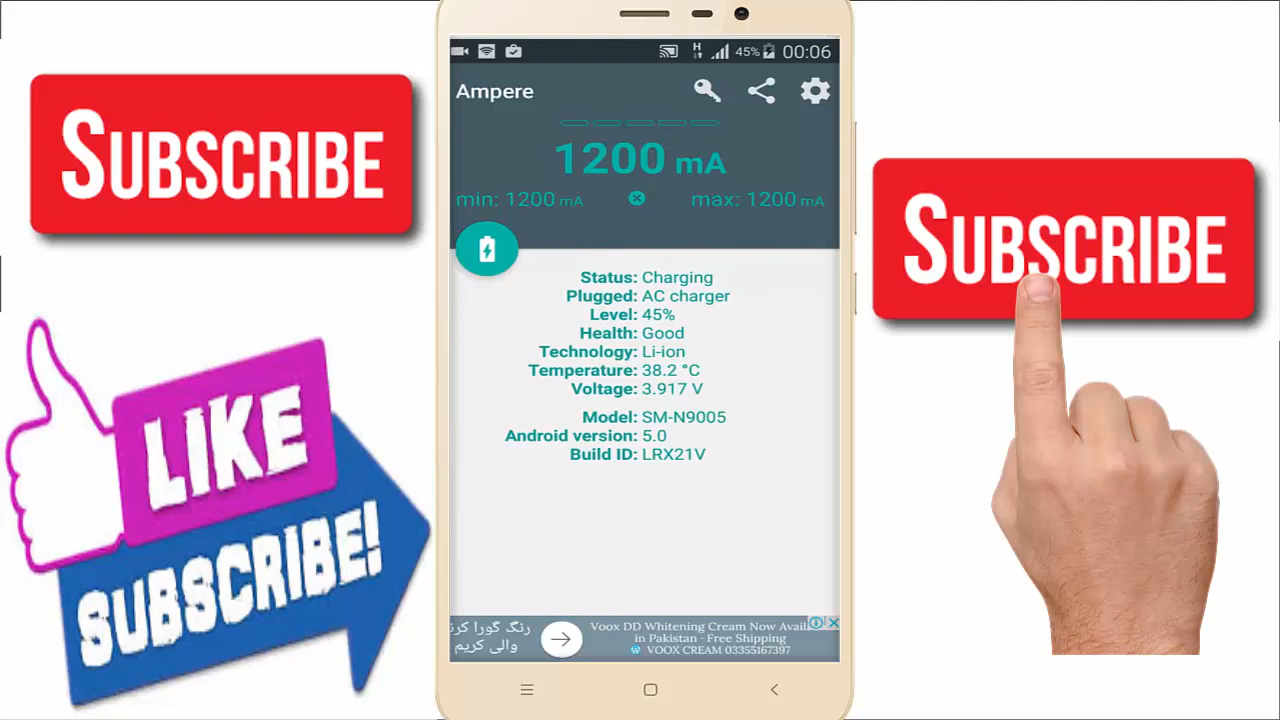 SUBSCRIBE
LIKE
SUBSCRIBE!
H
45%
00:06
Ampere
1200 mA
min: 1200 mA
max: 1200 mA
Status: Charging
Plugged: AC charger
Level: 45%
Health: Good
Technology: Li-ion
Temperature: 38.2 °C
Voltage: 3.917 V
Model: SM-N9005
Android version: 5.0
Build ID: LRX21V
رنگ گورا کرن
والی کریم
Voox DD Whitening Cream Now Avail
in Pakistan · Free Shipping
VOOX CREAM 03355167397
SUBSCRIBE